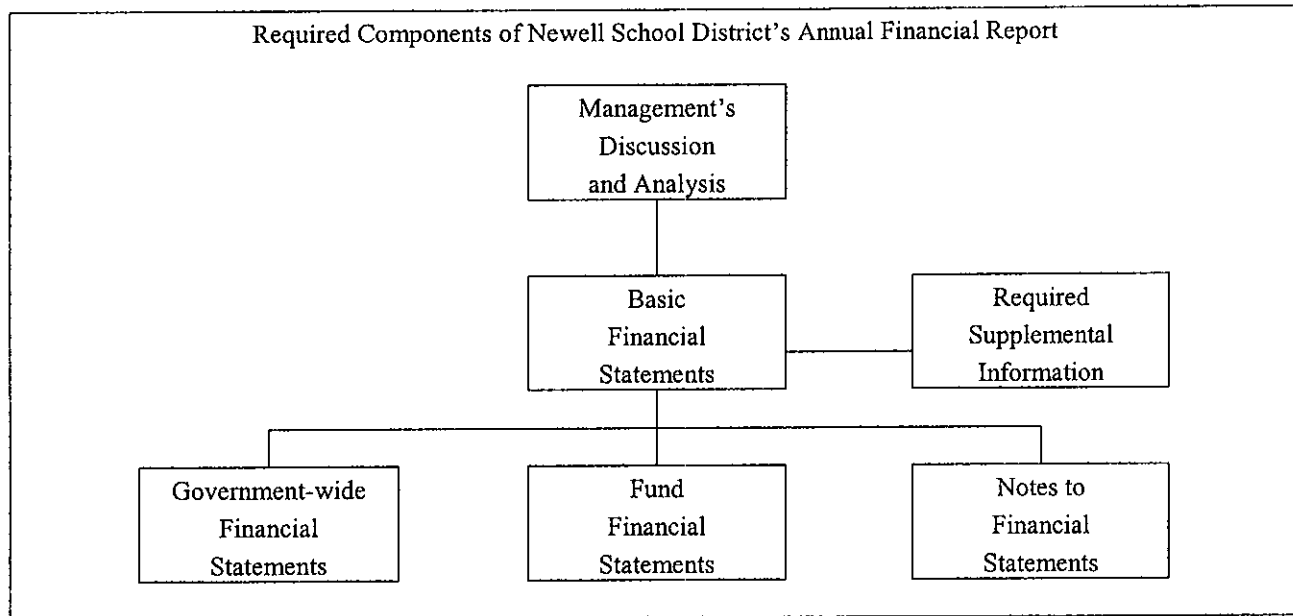 Required Components of Newell School District's Annual Financial Report
Management's
Discussion
and Analysis
Basic
Financial
Statements
Required
Supplemental
Information
Government-wide
Financial
Statements
Fund
Financial
Statements
Notes to
Financial
Statements